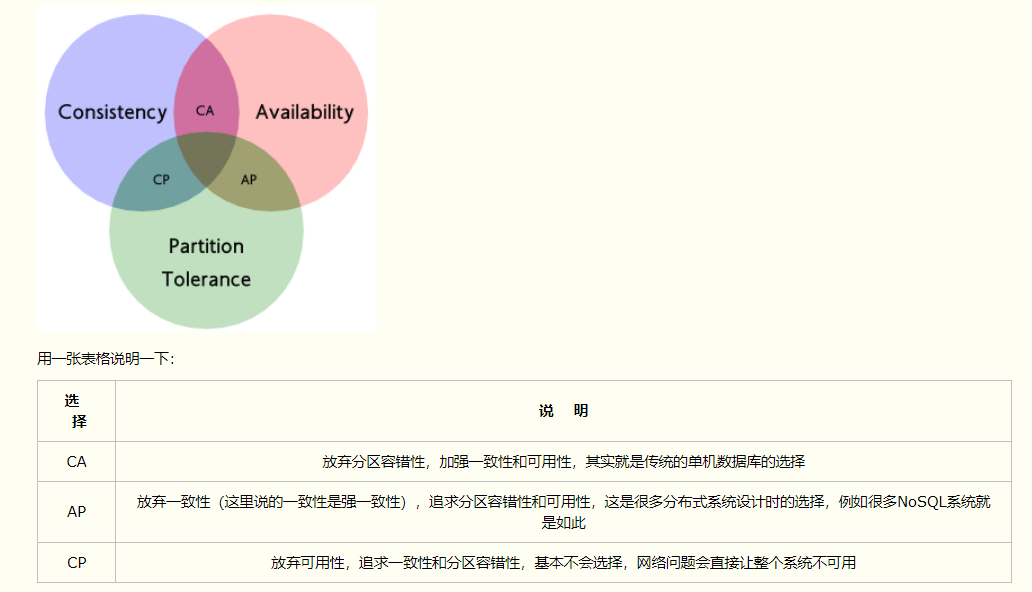 Consistency
CA
Availability
CP
AP
Partition
Tolerance
用一张表格说明一下：
选
择
说 明
CA
放弃分区容错性，加强一致性和可用性，其实就是传统的单机数据库的选择
AP
放弃一致性（这里说的一致性是强一致性），追求分区容错性和可用性，这是很多分布式系统设计时的选择，例如很多NoSQL系统就
是如此
CP
放弃可用性，追求一致性和分区容错性，基本不会选择，网络问题会直接让整个系统不可用